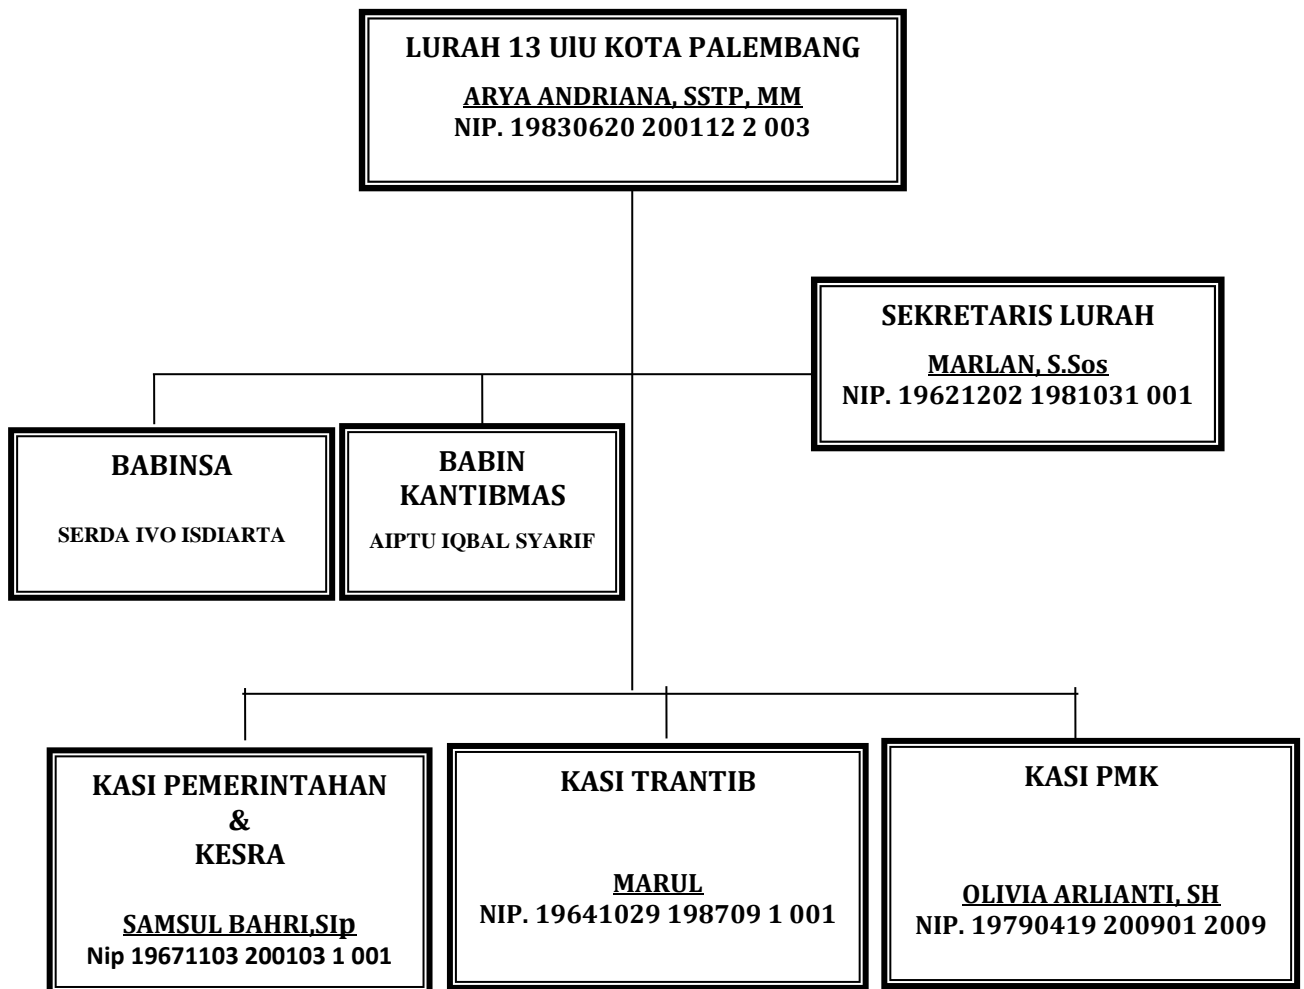 LURAH 13 UlU KOTA PALEMBANG
ARYA ANDRIANA, SSTP, MM
NIP. 19830620 200112 2 003
SEKRETARIS LURAH
MARLAN, S.Sos
NIP. 19621202 1981031 001
BABINSA
SERDA IVO ISDIARTA
BABIN
KANTIBMAS
AIPTU IQBAL SYARIF
KASI PEMERINTAHAN
&
KESRA
SAMSUL BAHRI,SIp
Nip 19671103 200103 1 001
KASI TRANTIB
MARUL
NIP. 19641029 198709 1 001
KASI PMK
OLIVIA ARLIANTI, SH
NIP. 19790419 200901 2009